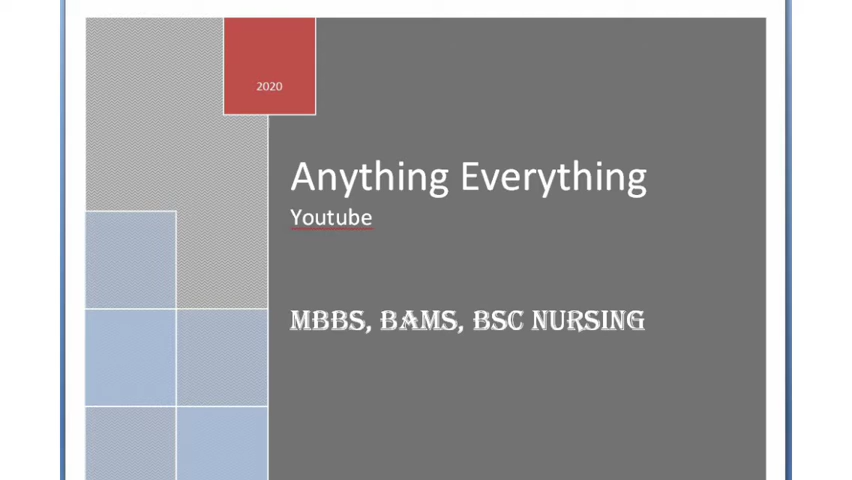 2020
Anything Everything
Youtube
MBBS, BAMS, BSC NURSING